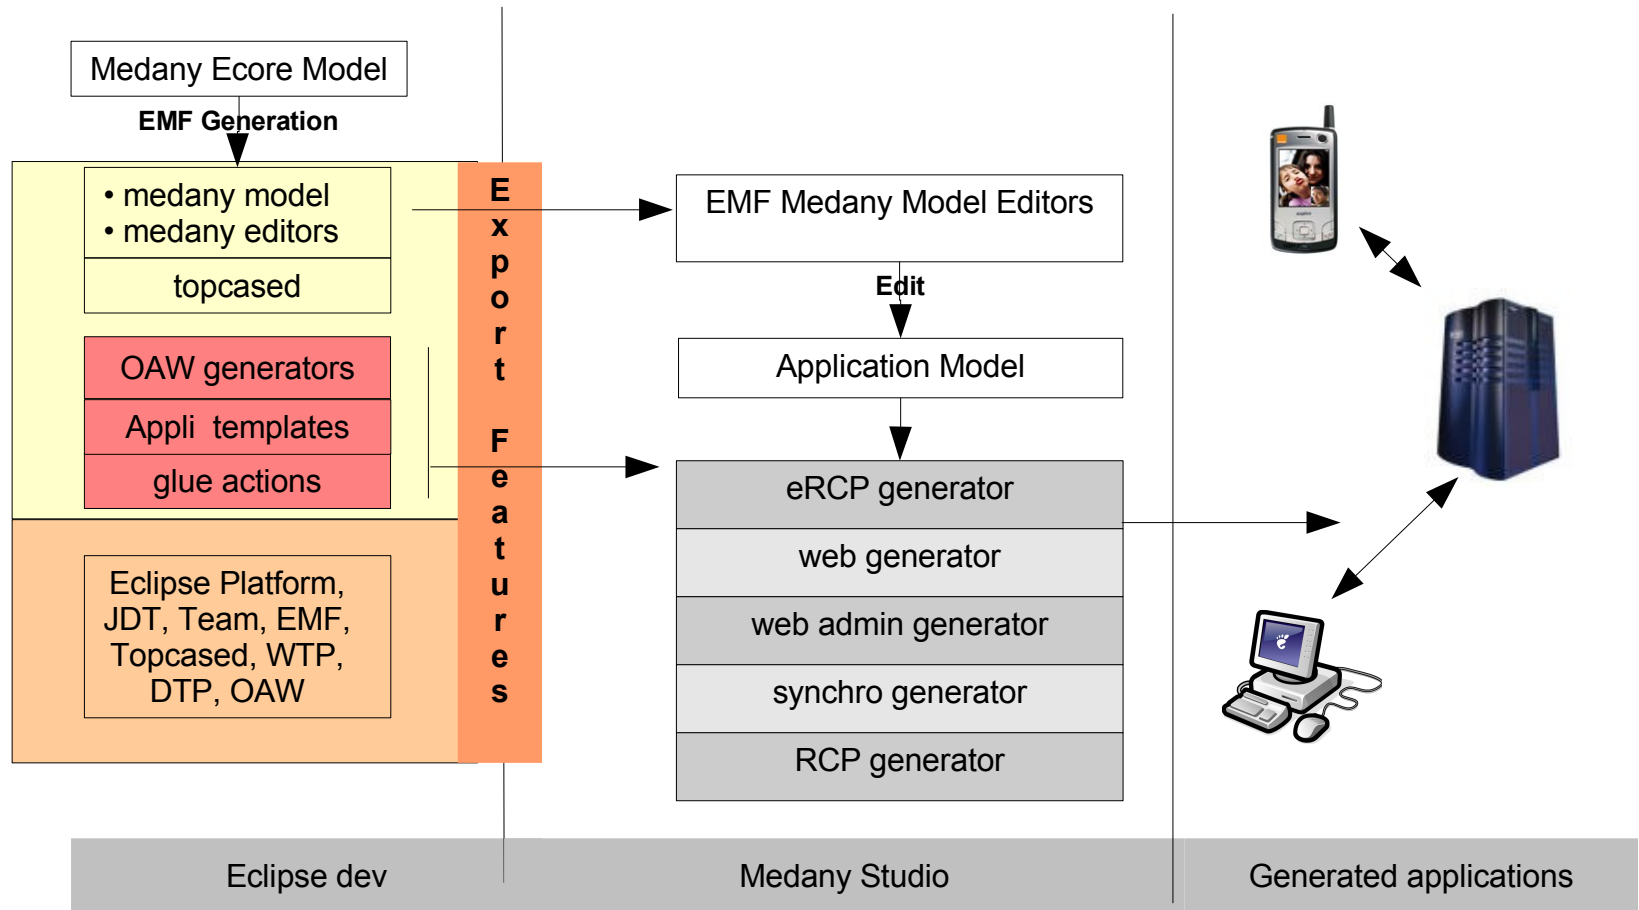 Medany Ecore Model
EMF Generation
• medany model
• medany editors
topcased
OAW generators
Appli templates
glue actions
Eclipse Platform,
JDT, Team, EMF,
Topcased, WTP,
DTP, OAW
Export Features
EMF Medany Model Editors
Edit
Application Model
eRCP generator
web generator
web admin generator
synchro generator
RCP generator
Eclipse dev
Medany Studio
Generated applications